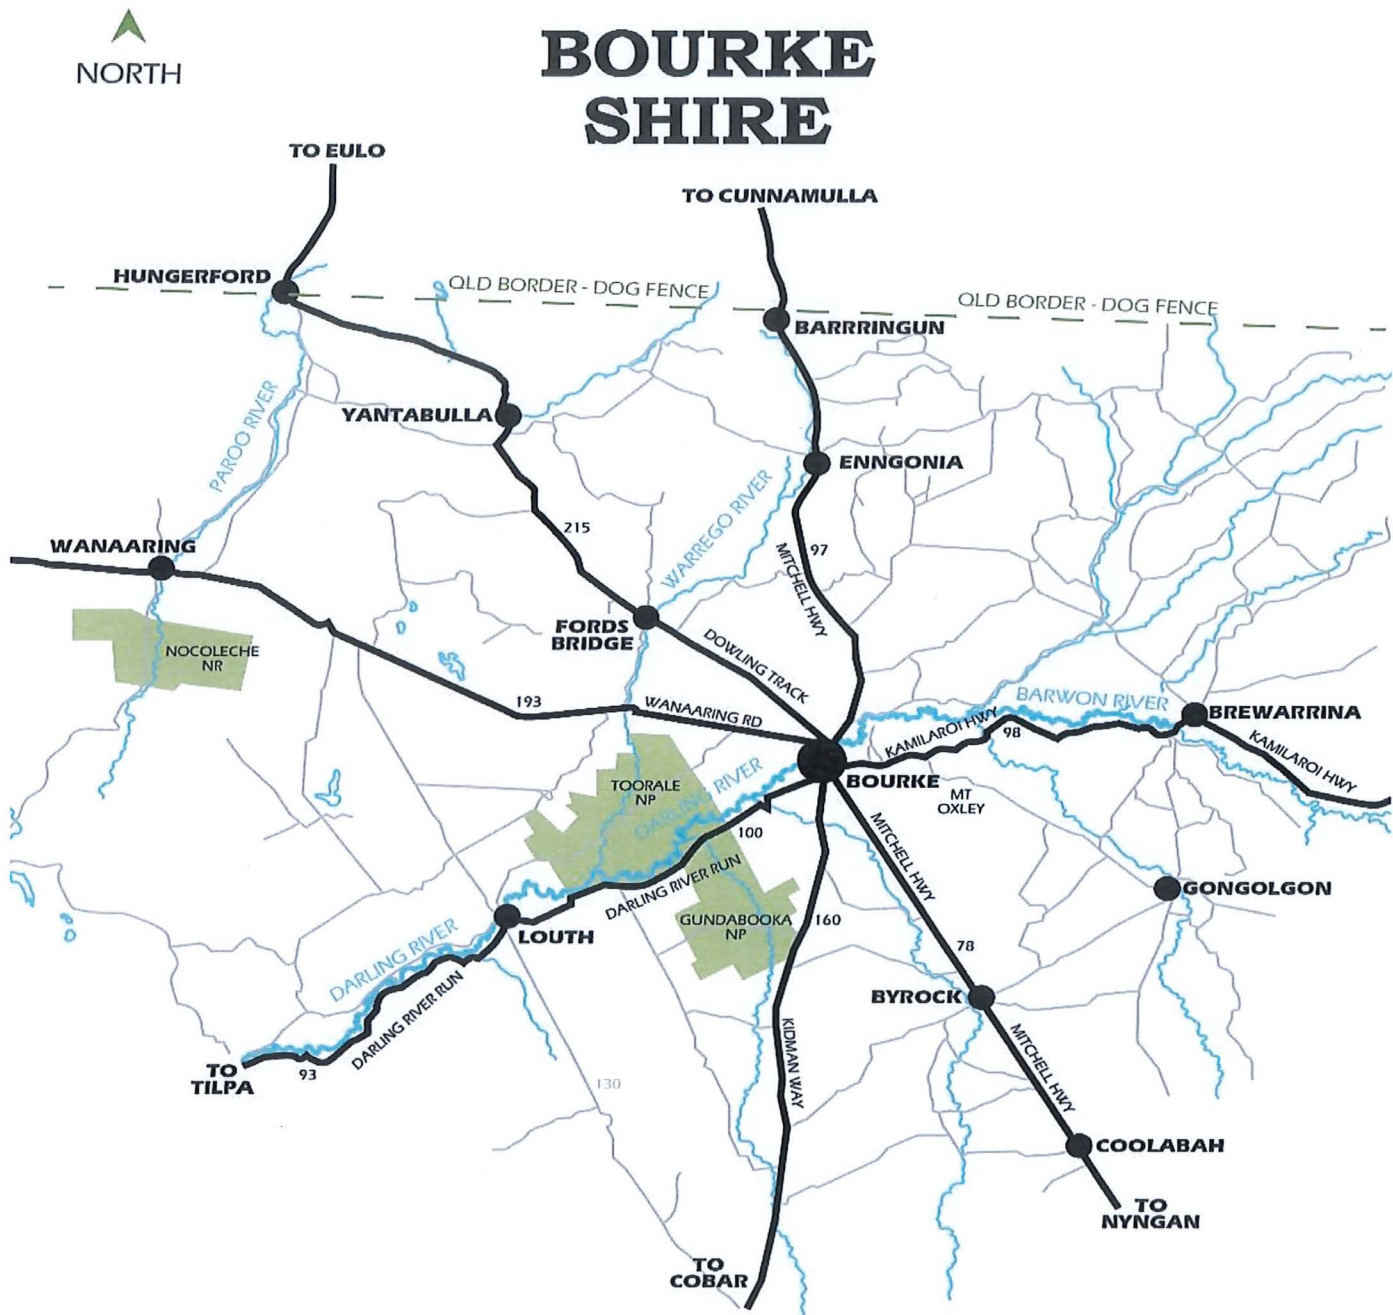 NORTH
BOURKE
SHIRE
TO EULO
TO CUNNAMULLA
HUNGERFORD
QLD BORDER - DOG FENCE
QLD BORDER - DOG FENCE
BARRRINGUN
PAROO RIVER
YANTABULLA
ENNGONIA
WARREGO RIVER
215
97
MITCHELL HWY
WANAARING
FORDS
BRIDGE
DOWLING TRACK
NOCOLECHE
NR
193
WANAARING RD
BARWON RIVER
BREWARRINA
KAMILAROI HWY
98
KAMILAROI HWY
BOURKE
MT
OXLEY
TOORALE
NP
DARLING RIVER
100
MITCHELL HWY
DARLING RIVER RUN
GONGOLGON
GUNDABOOKA
NP
160
LOUTH
DARLING RIVER
78
BYROCK
DARLING RIVER RUN
KIDMAN WAY
MITCHELL HWY
TO
TILPA
93
130
COOLABAH
TO
NYNGAN
TO
COBAR